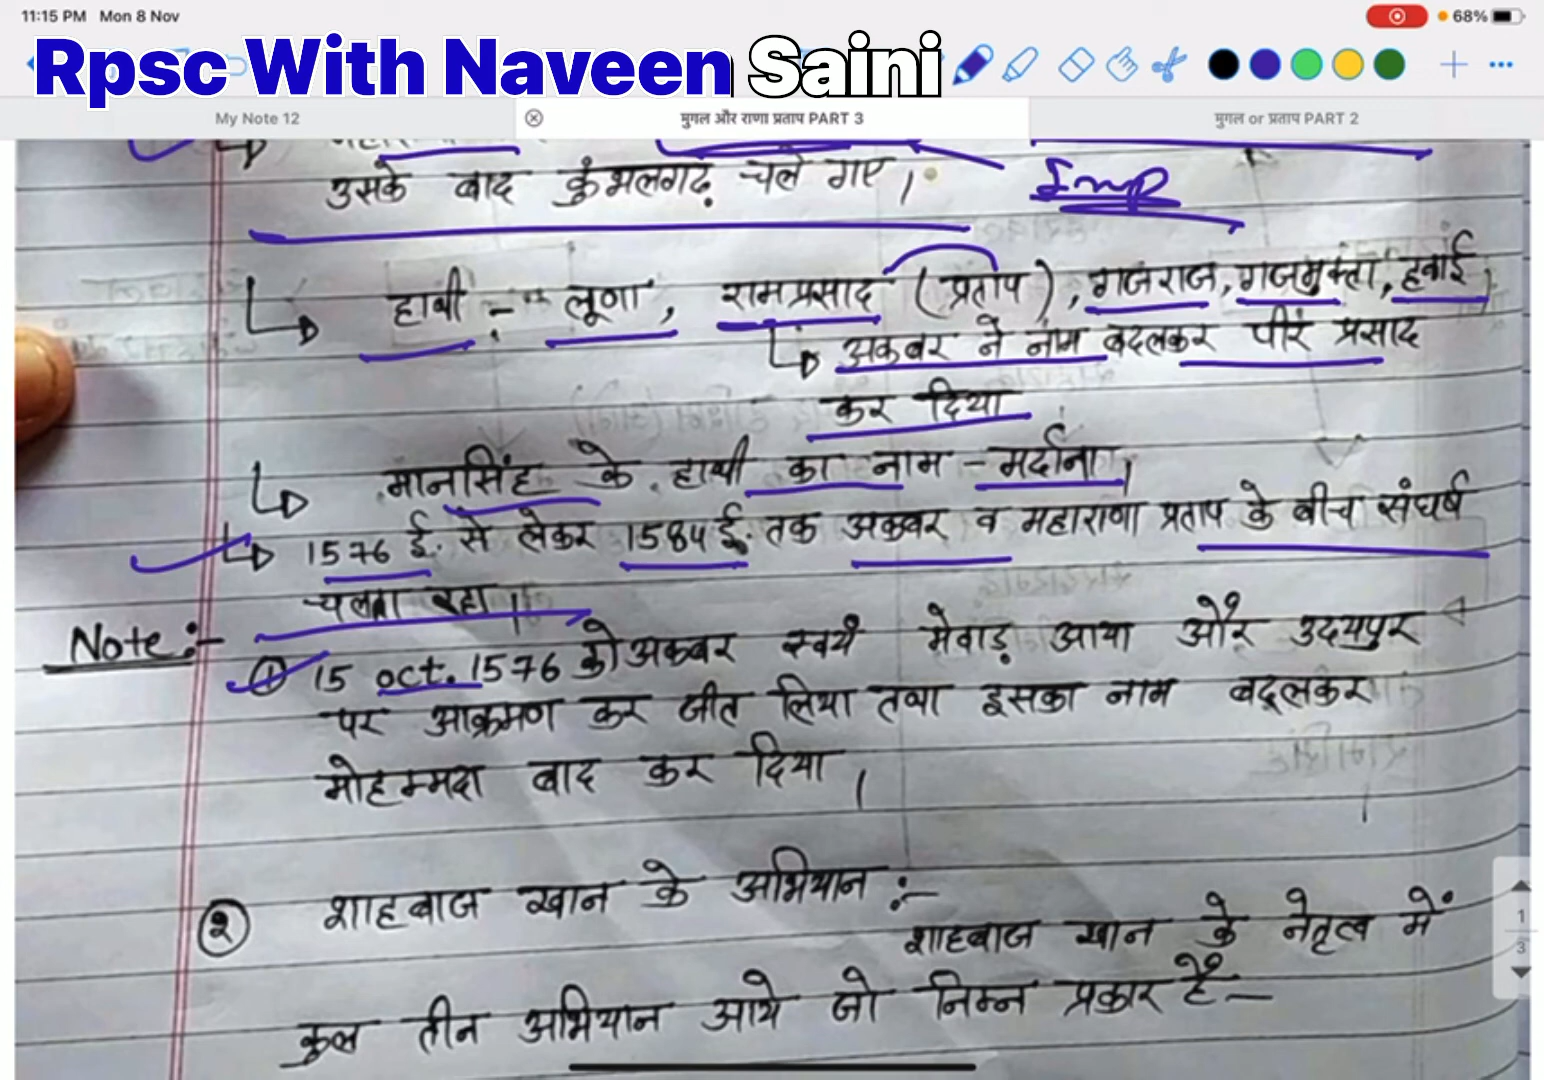 11:15 PM Mon 8 Nov
68%
Rpsc With Naveen Saini
My Note 12
मुगल और राणा प्रताप PART 3
मुगल or प्रताप PART 2
उसके बाद कुंभलगढ़ चले गए।
Imp
हाथी :- लूणा, रामप्रसाद (प्रताप), गजराज, गजमुक्ता, हवाई
अकबर ने नाम बदलकर पीर प्रसाद
कर दिया
मानसिंह के हाथी का नाम - मर्दाना।
1576 ई. से लेकर 1584 ई. तक अकबर व महाराणा प्रताप के बीच संघर्ष
चलता रहा।
Note :-
① 15 oct. 1576 को अकबर स्वयं मेवाड़ आया और उदयपुर
पर आक्रमण कर जीत लिया तथा इसका नाम बदलकर
मोहम्मदा बाद कर दिया।
② शाहबाज खान के अभियान :-
शाहबाज खान के नेतृत्व में
कुल तीन अभियान आये जो निम्न प्रकार हैं-
1
3